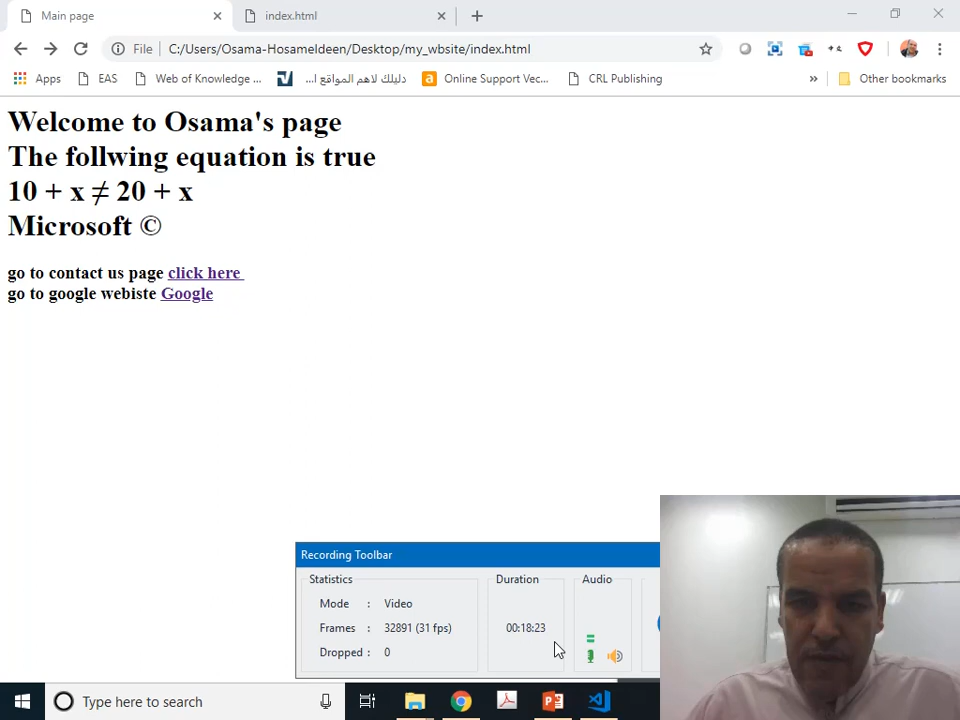 Main page
index.html
File
C:/Users/Osama-Hosameldeen/Desktop/my_wbsite/index.html
Apps
EAS
Web of Knowledge ...
دليلك لاهم المواقع ا...
Online Support Vec...
CRL Publishing
»
Other bookmarks
Welcome to Osama's page
The follwing equation is true
10 + x ≠ 20 + x
Microsoft ©
go to contact us page click here
go to google webiste Google
Recording Toolbar
Statistics
Duration
Audio
Mode : Video
Frames : 32891 (31 fps)
00:18:23
Dropped : 0
Type here to search